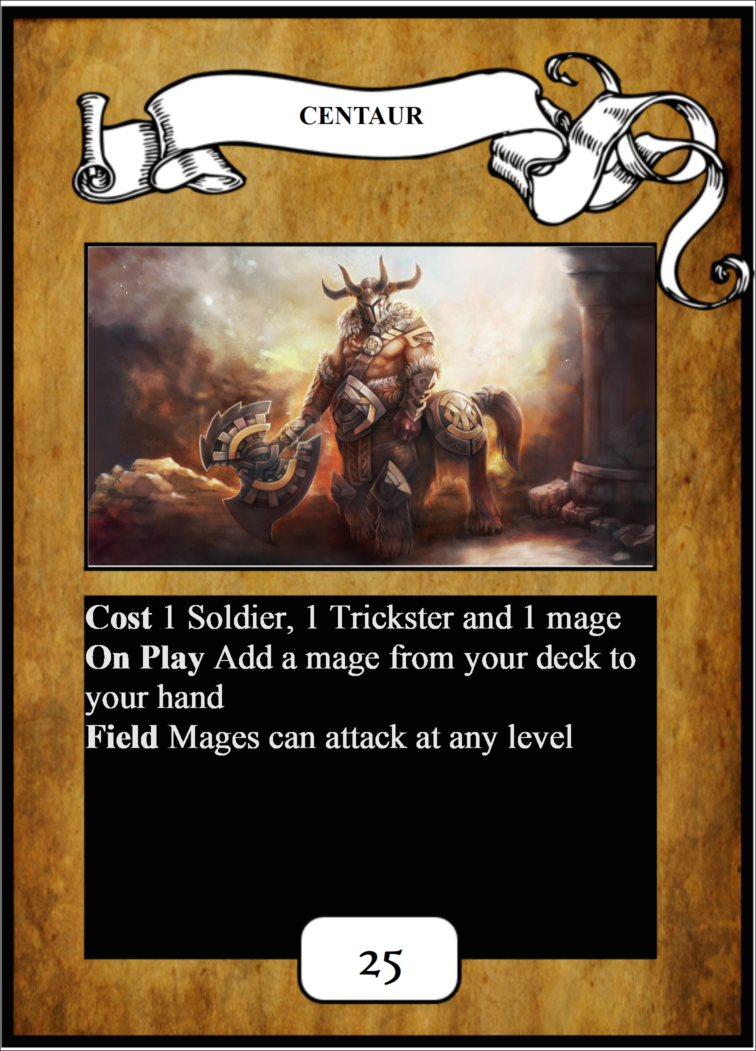 CENTAUR
Cost 1 Soldier, 1 Trickster and 1 mage
On Play Add a mage from your deck to
your hand
Field Mages can attack at any level
25